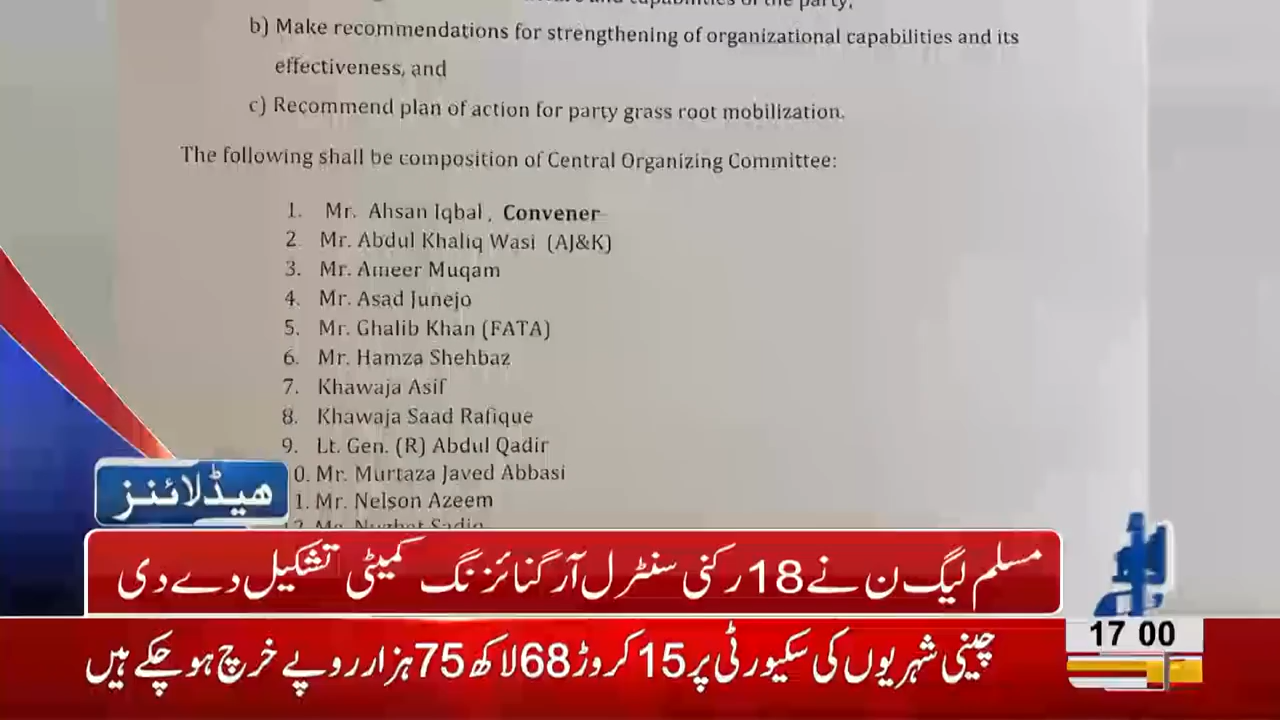 capabilities of the party;
b) Make recommendations for strengthening of organizational capabilities and its
effectiveness, and
c) Recommend plan of action for party grass root mobilization.
The following shall be composition of Central Organizing Committee:
1. Mr. Ahsan Iqbal, Convener
2. Mr. Abdul Khaliq Wasi (AJ&K)
3. Mr. Ameer Muqam
4. Mr. Asad Junejo
5. Mr. Ghalib Khan (FATA)
6. Mr. Hamza Shehbaz
7. Khawaja Asif
8. Khawaja Saad Rafique
9. Lt. Gen. (R) Abdul Qadir
0. Mr. Murtaza Javed Abbasi
1. Mr. Nelson Azeem
ہیڈلائنز
مسلم لیگ ن نے 18 رکنی سنٹرل آرگنائزنگ کمیٹی تشکیل دے دی
17 00
چینی شہریوں کی سکیورٹی پر 15 کروڑ 68 لاکھ 75 ہزار روپے خرچ ہو چکے ہیں